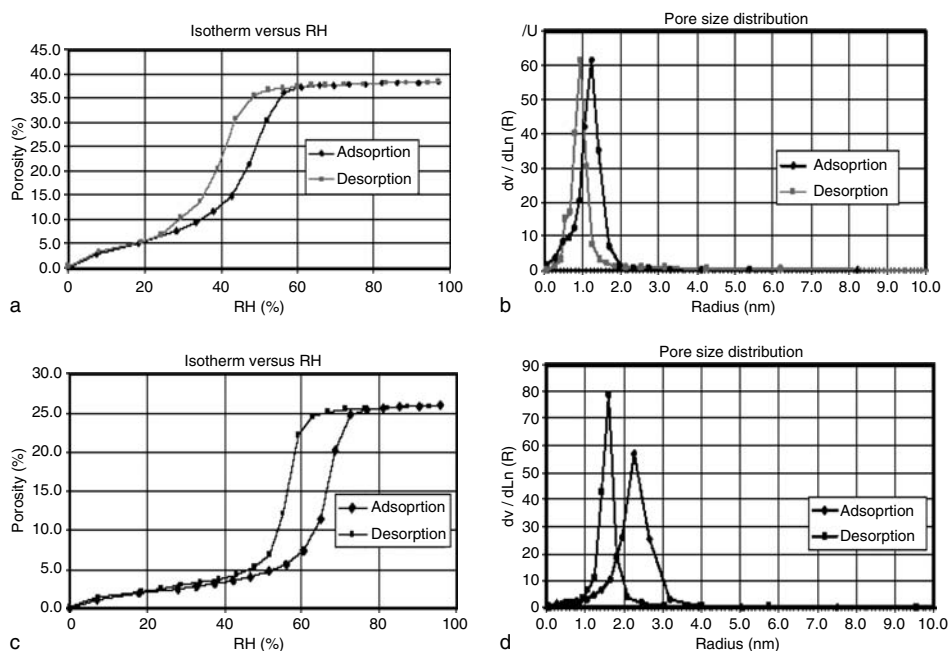 Isotherm versus RH
45.0
40.0
35.0
30.0
25.0
20.0
15.0
10.0
5.0
0.0
Porosity (%)
0 20 40 60 80 100
RH (%)
Adsoprtion
Desorption
a
Pore size distribution
/U
60
50
40
30
20
10
0
dv / dLn (R)
0.0 1.0 2.0 3.0 4.0 5.0 6.0 7.0 8.0 9.0 10.0
Radius (nm)
Adsoprtion
Desorption
b
Isotherm versus RH
30.0
25.0
20.0
15.0
10.0
5.0
0.0
Porosity (%)
0 20 40 60 80 100
RH (%)
Adsoprtion
Desorption
c
Pore size distribution
90
80
70
60
50
40
30
20
10
0
dv / dLn (R)
0.0 1.0 2.0 3.0 4.0 5.0 6.0 7.0 8.0 9.0 10.0
Radius (nm)
Adsoprtion
Desorption
d